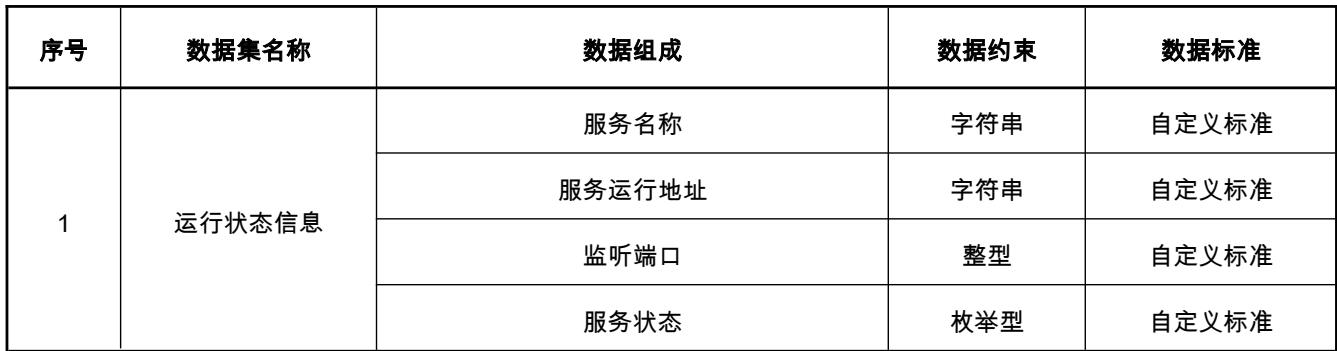 序号 数据集名称 数据组成 数据约束 数据标准
服务名称 字符串 自定义标准
服务运行地址 字符串 自定义标准
1 运行状态信息
监听端口 整型 自定义标准
服务状态 枚举型 自定义标准